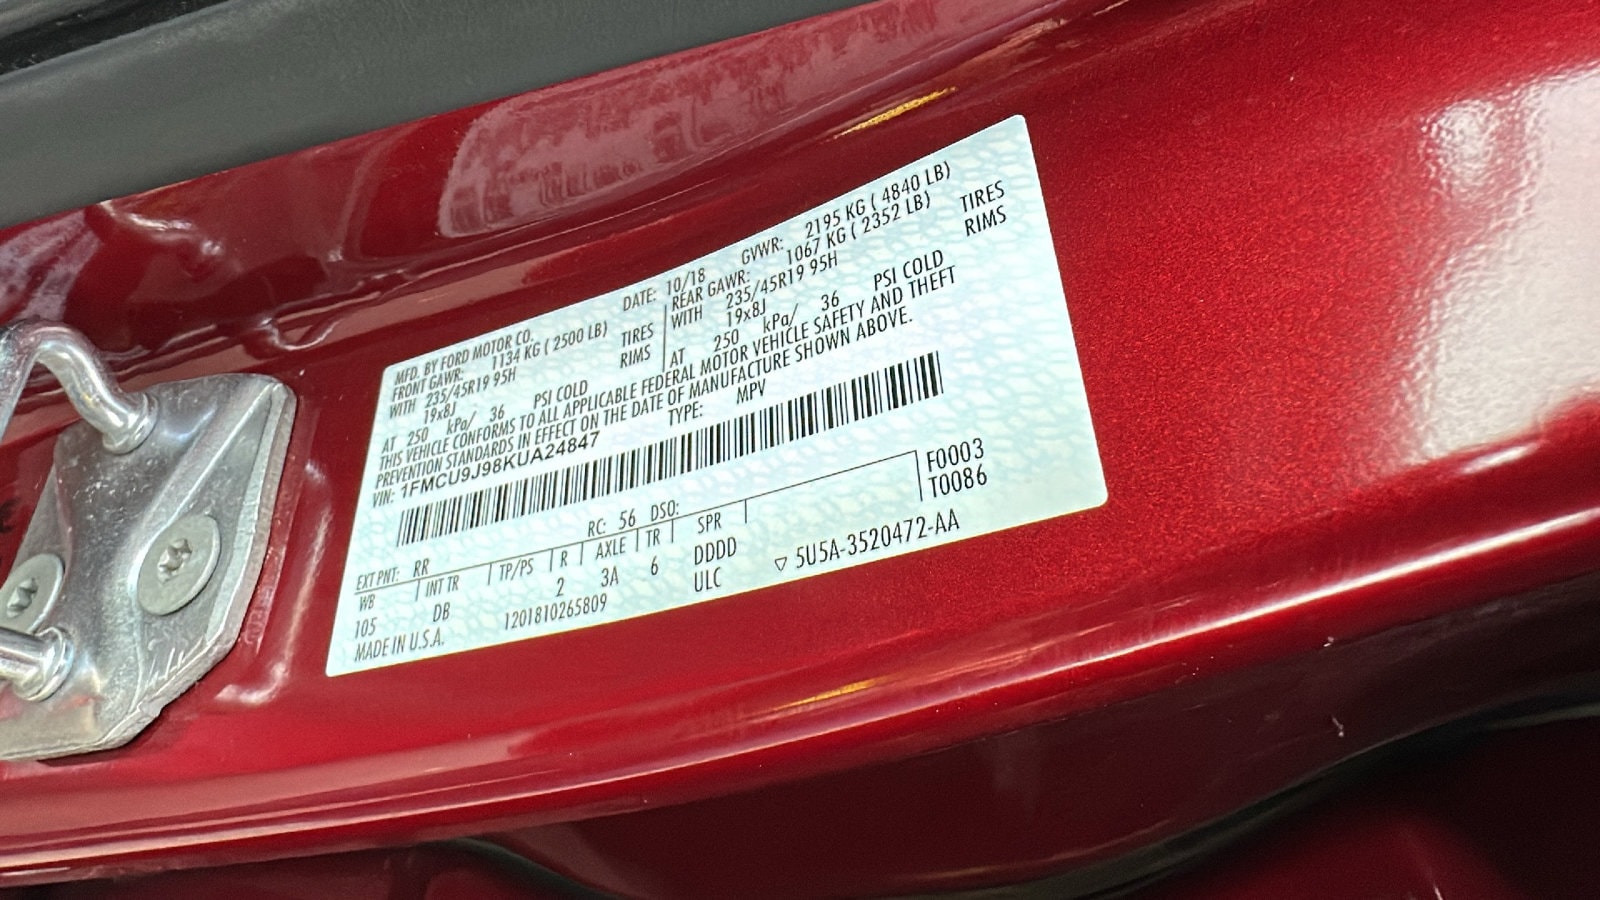 MFD. BY FORD MOTOR CO.
DATE: 10/18 GVWR: 2195 KG ( 4840 LB)
FRONT GAWR: 1134 KG ( 2500 LB)
REAR GAWR: 1067 KG ( 2352 LB)
WITH 235/45R19 95H TIRES
WITH 235/45R19 95H TIRES
19x8J RIMS
19x8J RIMS
AT 250 kPa/ 36 PSI COLD
AT 250 kPa/ 36 PSI COLD
THIS VEHICLE CONFORMS TO ALL APPLICABLE FEDERAL MOTOR VEHICLE SAFETY AND THEFT
PREVENTION STANDARDS IN EFFECT ON THE DATE OF MANUFACTURE SHOWN ABOVE.
VIN: 1FMCU9J98KUA24847 TYPE: MPV
F0003
T0086
EXT PNT: RR RC: 56 DSO:
WB INT TR TP/PS R AXLE TR SPR
105 DB 2 3A 6 DDDD
MADE IN U.S.A. 1201810265809 ULC
▽ 5U5A-3520472-AA